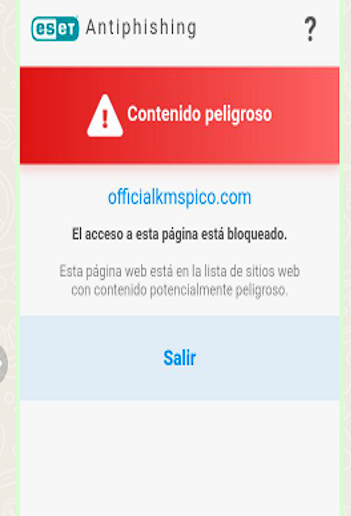 eset Antiphishing ?
Contenido peligroso
officialkmspico.com
El acceso a esta página está bloqueado.
Esta página web está en la lista de sitios web
con contenido potencialmente peligroso.
Salir